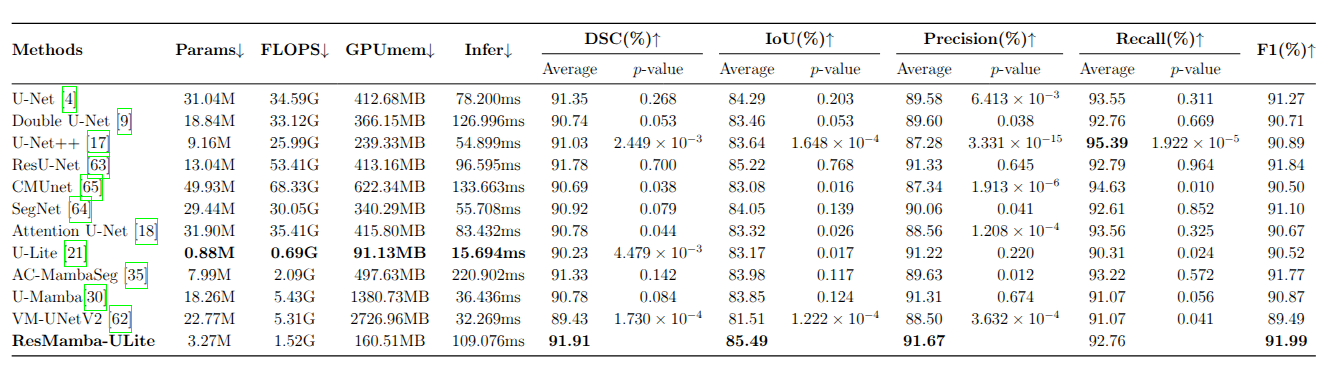 Methods Params↓ FLOPS↓ GPUmem↓ Infer↓ DSC(%)↑ IoU(%)↑ Precision(%)↑ Recall(%)↑ F1(%)↑
Average p-value Average p-value Average p-value Average p-value
U-Net [4] 31.04M 34.59G 412.68MB 78.200ms 91.35 0.268 84.29 0.203 89.58 6.413 × 10⁻³ 93.55 0.311 91.27
Double U-Net [9] 18.84M 33.12G 366.15MB 126.996ms 90.74 0.053 83.46 0.053 89.60 0.038 92.76 0.669 90.71
U-Net++ [17] 9.16M 25.99G 239.33MB 54.899ms 91.03 2.449 × 10⁻³ 83.64 1.648 × 10⁻⁴ 87.28 3.331 × 10⁻¹⁵ 95.39 1.922 × 10⁻⁵ 90.89
ResU-Net [63] 13.04M 53.41G 413.16MB 96.595ms 91.78 0.700 85.22 0.768 91.33 0.645 92.79 0.964 91.84
CMUnet [65] 49.93M 68.33G 622.34MB 133.663ms 90.69 0.038 83.08 0.016 87.34 1.913 × 10⁻⁶ 94.63 0.010 90.50
SegNet [64] 29.44M 30.05G 340.29MB 55.708ms 90.92 0.079 84.05 0.139 90.06 0.041 92.61 0.852 91.10
Attention U-Net [18] 31.90M 35.41G 415.80MB 83.432ms 90.78 0.044 83.32 0.026 88.56 1.208 × 10⁻⁴ 93.56 0.325 90.67
U-Lite [21] 0.88M 0.69G 91.13MB 15.694ms 90.23 4.479 × 10⁻³ 83.17 0.017 91.22 0.220 90.31 0.024 90.52
AC-MambaSeg [35] 7.99M 2.09G 497.63MB 220.902ms 91.33 0.142 83.98 0.117 89.63 0.012 93.22 0.572 91.77
U-Mamba[30] 18.26M 5.43G 1380.73MB 36.436ms 90.78 0.084 83.85 0.124 91.31 0.674 91.07 0.056 90.87
VM-UNetV2 [62] 22.77M 5.31G 2726.96MB 32.269ms 89.43 1.730 × 10⁻⁴ 81.51 1.222 × 10⁻⁴ 88.50 3.632 × 10⁻⁴ 91.07 0.041 89.49
ResMamba-ULite 3.27M 1.52G 160.51MB 109.076ms 91.91 85.49 91.67 92.76 91.99